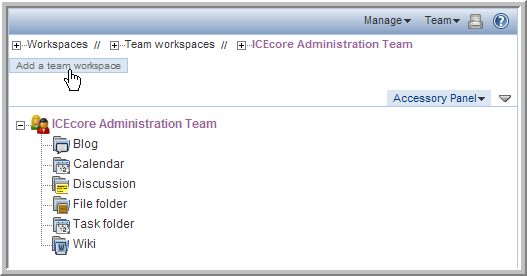 Manage Team ?
Workspaces // Team workspaces // ICEcore Administration Team
Add a team workspace
Accessory Panel
ICEcore Administration Team
Blog
Calendar
Discussion
File folder
Task folder
Wiki